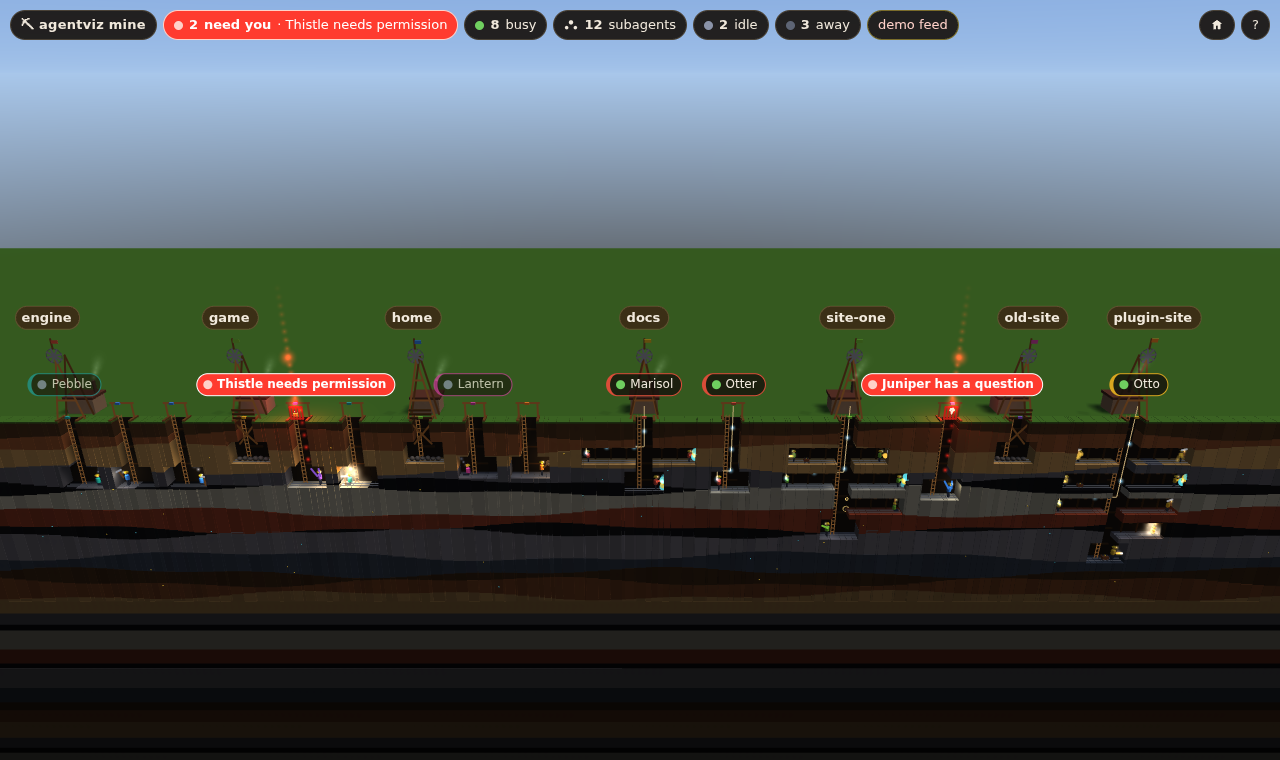 agentviz mine
2 need you · Thistle needs permission
8 busy
12 subagents
2 idle
3 away
demo feed
?
engine
game
home
docs
site-one
old-site
plugin-site
Pebble
Thistle needs permission
Lantern
Marisol
Otter
Juniper has a question
Otto